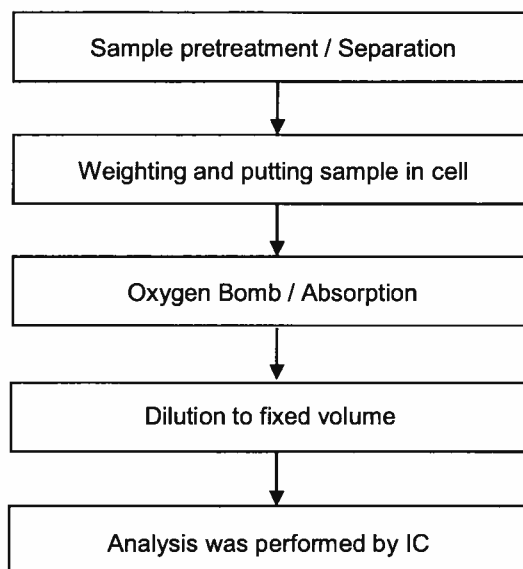 Sample pretreatment / Separation
Weighting and putting sample in cell
Oxygen Bomb / Absorption
Dilution to fixed volume
Analysis was performed by IC